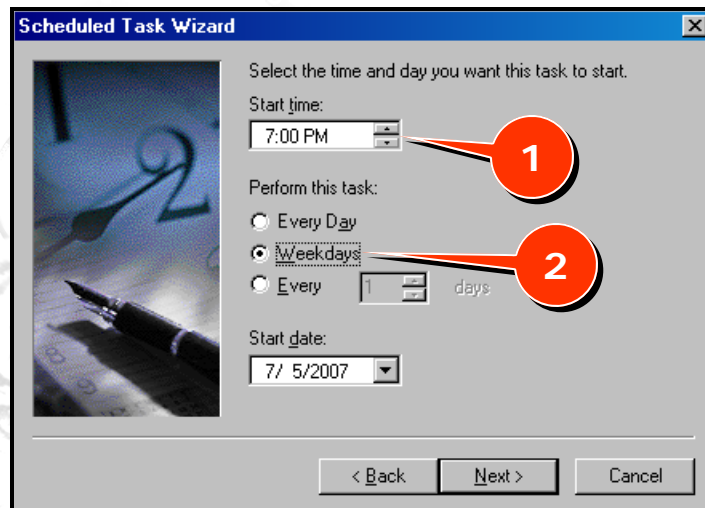 Scheduled Task Wizard
Select the time and day you want this task to start.
Start time:
7:00 PM
1
Perform this task:
Every Day
Weekdays
2
Every 1 days
Start date:
7/ 5/2007
< Back Next > Cancel